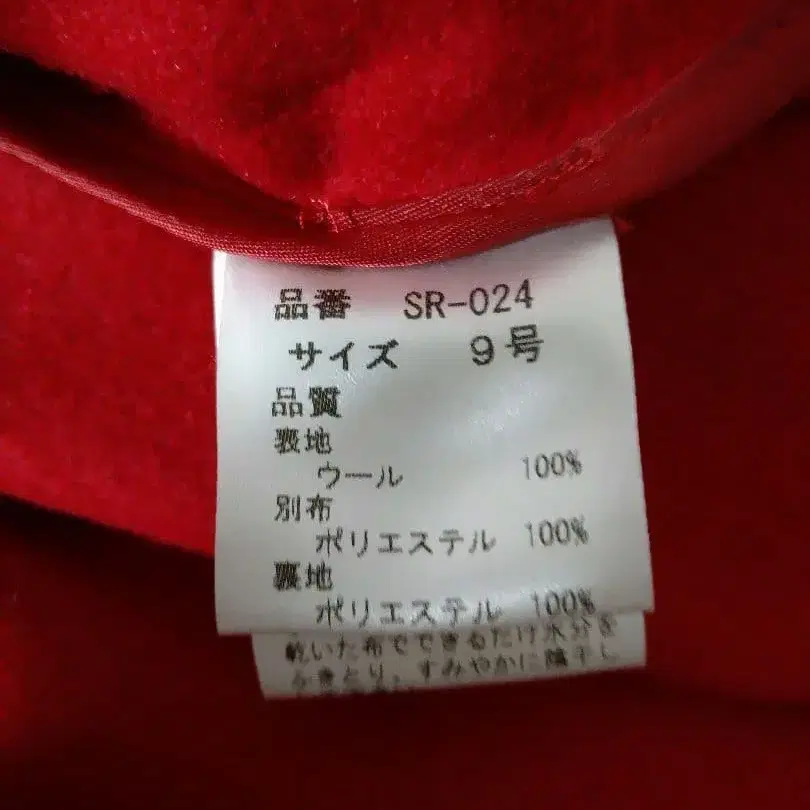 品番 SR-024
サイズ 9号
品質
表地
ウール 100%
別布
ポリエステル 100%
裏地
ポリエステル 100%
乾いた布でできるだけ水分を
ふきとり、すみやかに陰干し